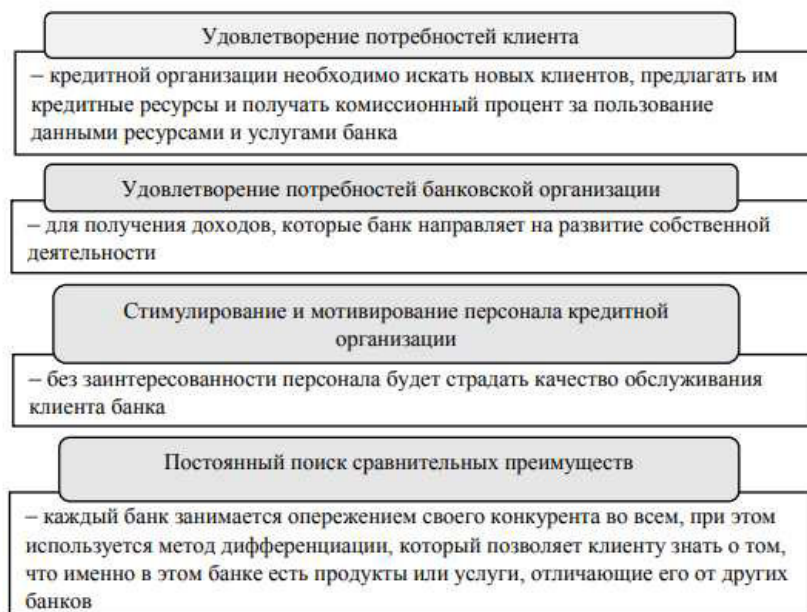 Удовлетворение потребностей клиента
– кредитной организации необходимо искать новых клиентов, предлагать им
кредитные ресурсы и получать комиссионный процент за пользование
данными ресурсами и услугами банка
Удовлетворение потребностей банковской организации
– для получения доходов, которые банк направляет на развитие собственной
деятельности
Стимулирование и мотивирование персонала кредитной
организации
– без заинтересованности персонала будет страдать качество обслуживания
клиента банка
Постоянный поиск сравнительных преимуществ
– каждый банк занимается опережением своего конкурента во всем, при этом
используется метод дифференциации, который позволяет клиенту знать о том,
что именно в этом банке есть продукты или услуги, отличающие его от других
банков